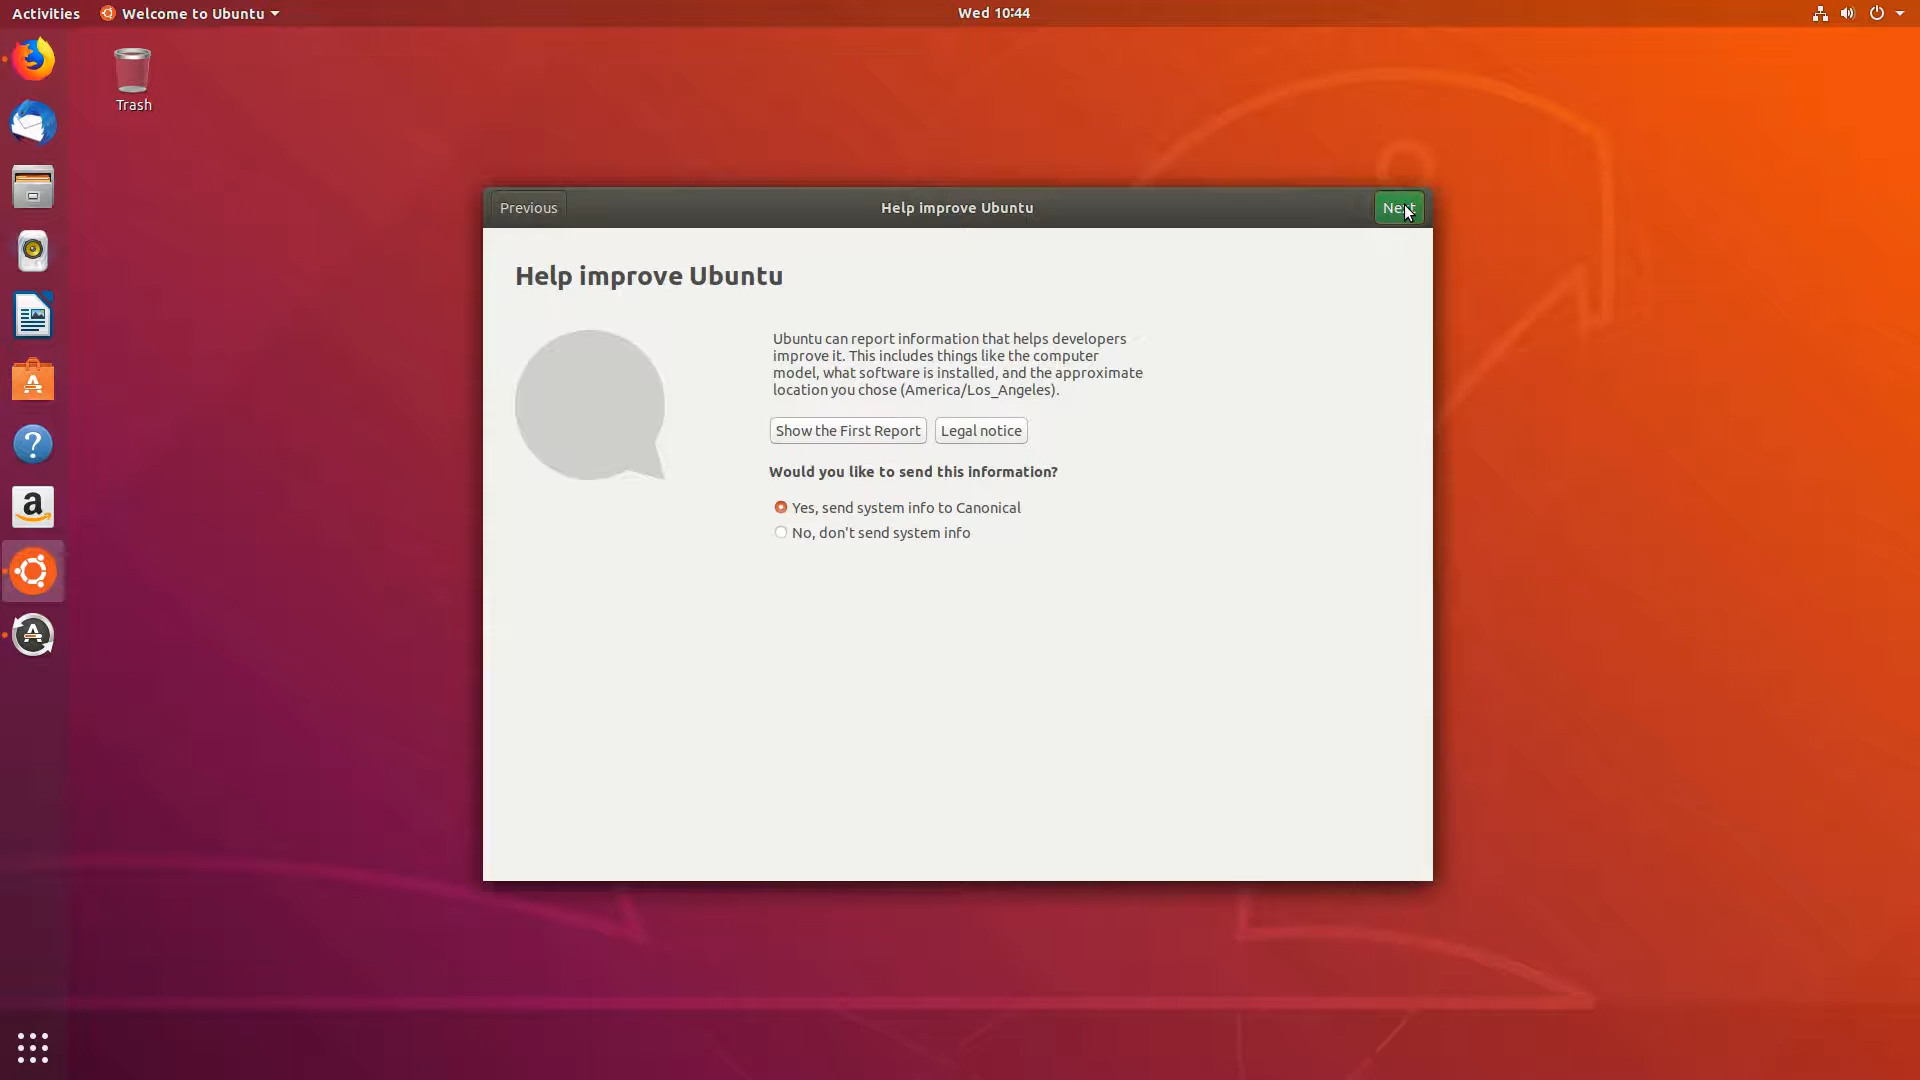 Activities
Welcome to Ubuntu
Wed 10:44
Trash
Previous
Help improve Ubuntu
Next
Help improve Ubuntu
Ubuntu can report information that helps developers
improve it. This includes things like the computer
model, what software is installed, and the approximate
location you chose (America/Los_Angeles).
Show the First Report
Legal notice
Would you like to send this information?
Yes, send system info to Canonical
No, don't send system info